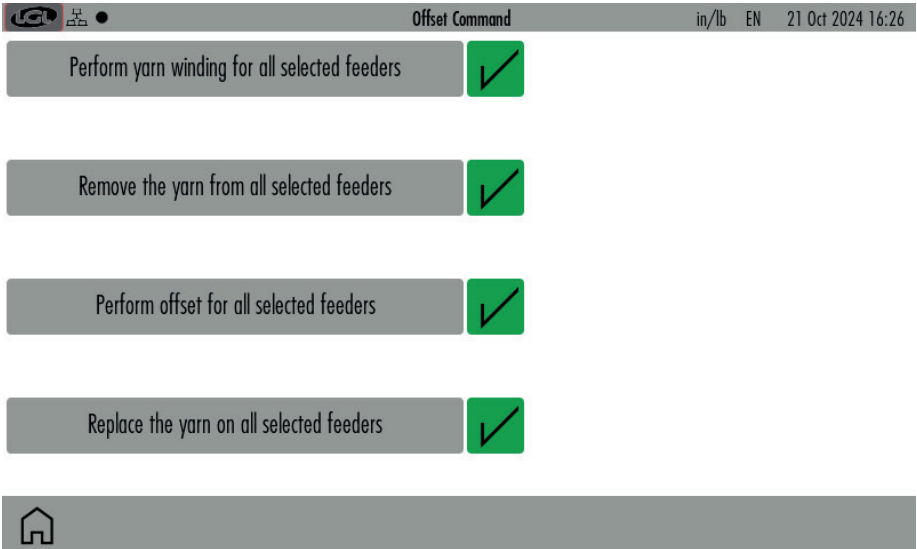 LGL Offset Command in/lb EN 21 Oct 2024 16:26
Perform yarn winding for all selected feeders
Remove the yarn from all selected feeders
Perform offset for all selected feeders
Replace the yarn on all selected feeders